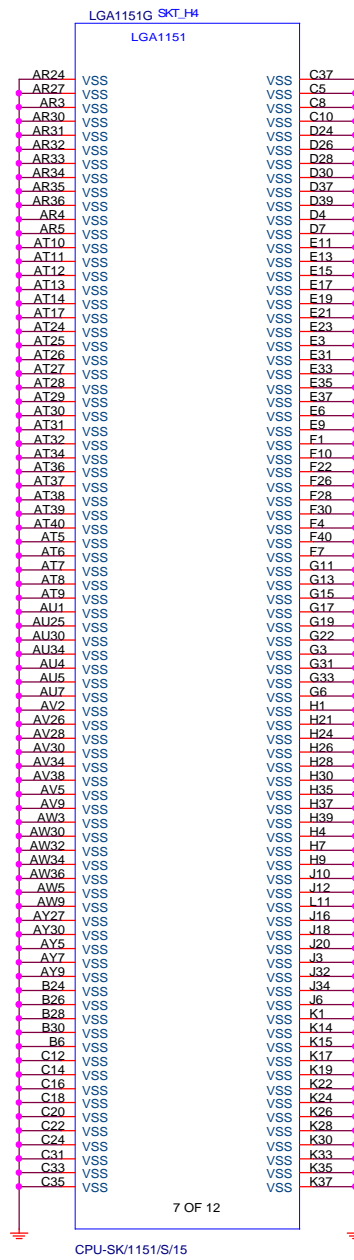 LGA1151G SKT_H4
LGA1151
AR24 VSS VSS C37
AR27 VSS VSS C5
AR3 VSS VSS C8
AR30 VSS VSS C10
AR31 VSS VSS D24
AR32 VSS VSS D26
AR33 VSS VSS D28
AR34 VSS VSS D30
AR35 VSS VSS D37
AR36 VSS VSS D39
AR4 VSS VSS D4
AR5 VSS VSS D7
AT10 VSS VSS E11
AT11 VSS VSS E13
AT12 VSS VSS E15
AT13 VSS VSS E17
AT14 VSS VSS E19
AT17 VSS VSS E21
AT24 VSS VSS E23
AT25 VSS VSS E3
AT26 VSS VSS E31
AT27 VSS VSS E33
AT28 VSS VSS E35
AT29 VSS VSS E37
AT30 VSS VSS E6
AT31 VSS VSS E9
AT32 VSS VSS F1
AT34 VSS VSS F10
AT36 VSS VSS F22
AT37 VSS VSS F26
AT38 VSS VSS F28
AT39 VSS VSS F30
AT40 VSS VSS F4
AT5 VSS VSS F40
AT6 VSS VSS F7
AT7 VSS VSS G11
AT8 VSS VSS G13
AT9 VSS VSS G15
AU1 VSS VSS G17
AU25 VSS VSS G19
AU30 VSS VSS G22
AU34 VSS VSS G3
AU4 VSS VSS G31
AU5 VSS VSS G33
AU7 VSS VSS G6
AV2 VSS VSS H1
AV26 VSS VSS H21
AV28 VSS VSS H24
AV30 VSS VSS H26
AV34 VSS VSS H28
AV38 VSS VSS H30
AV5 VSS VSS H35
AV9 VSS VSS H37
AW3 VSS VSS H39
AW30 VSS VSS H4
AW32 VSS VSS H7
AW34 VSS VSS H9
AW36 VSS VSS J10
AW5 VSS VSS J12
AW9 VSS VSS L11
AY27 VSS VSS J16
AY30 VSS VSS J18
AY5 VSS VSS J20
AY7 VSS VSS J3
AY9 VSS VSS J32
B24 VSS VSS J34
B26 VSS VSS J6
B28 VSS VSS K1
B30 VSS VSS K14
B6 VSS VSS K15
C12 VSS VSS K17
C14 VSS VSS K19
C16 VSS VSS K22
C18 VSS VSS K24
C20 VSS VSS K26
C22 VSS VSS K28
C24 VSS VSS K30
C31 VSS VSS K33
C33 VSS VSS K35
C35 VSS VSS K37
7 OF 12
CPU-SK/1151/S/15